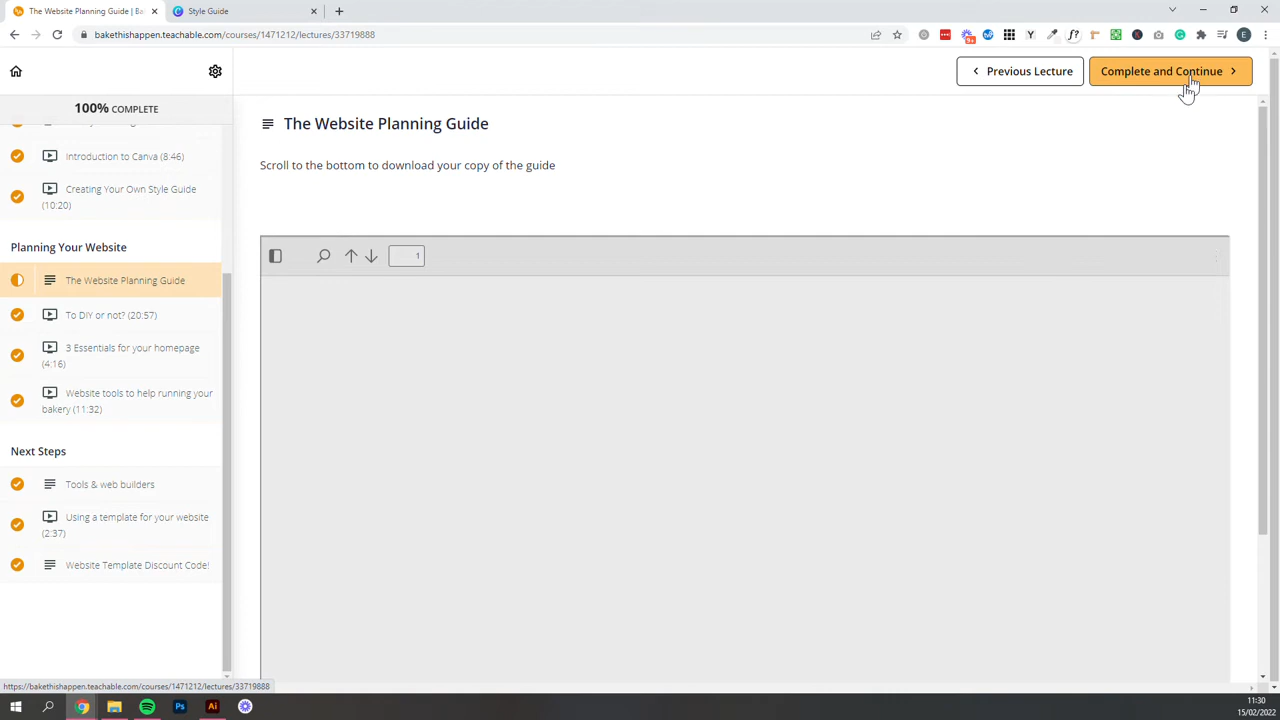 The Website Planning Guide | Ba
Style Guide
bakethishappen.teachable.com/courses/1471212/lectures/33719888
9+
Y
f?
E
Previous Lecture
Complete and Continue
100% COMPLETE
The Website Planning Guide
Scroll to the bottom to download your copy of the guide
1
Introduction to Canva (8:46)
Creating Your Own Style Guide
(10:20)
Planning Your Website
The Website Planning Guide
To DIY or not? (20:57)
3 Essentials for your homepage
(4:16)
Website tools to help running your
bakery (11:32)
Next Steps
Tools & web builders
Using a template for your website
(2:37)
Website Template Discount Code!
https://bakethishappen.teachable.com/courses/1471212/lectures/33719888
Ps
Ai
11:30
15/02/2022